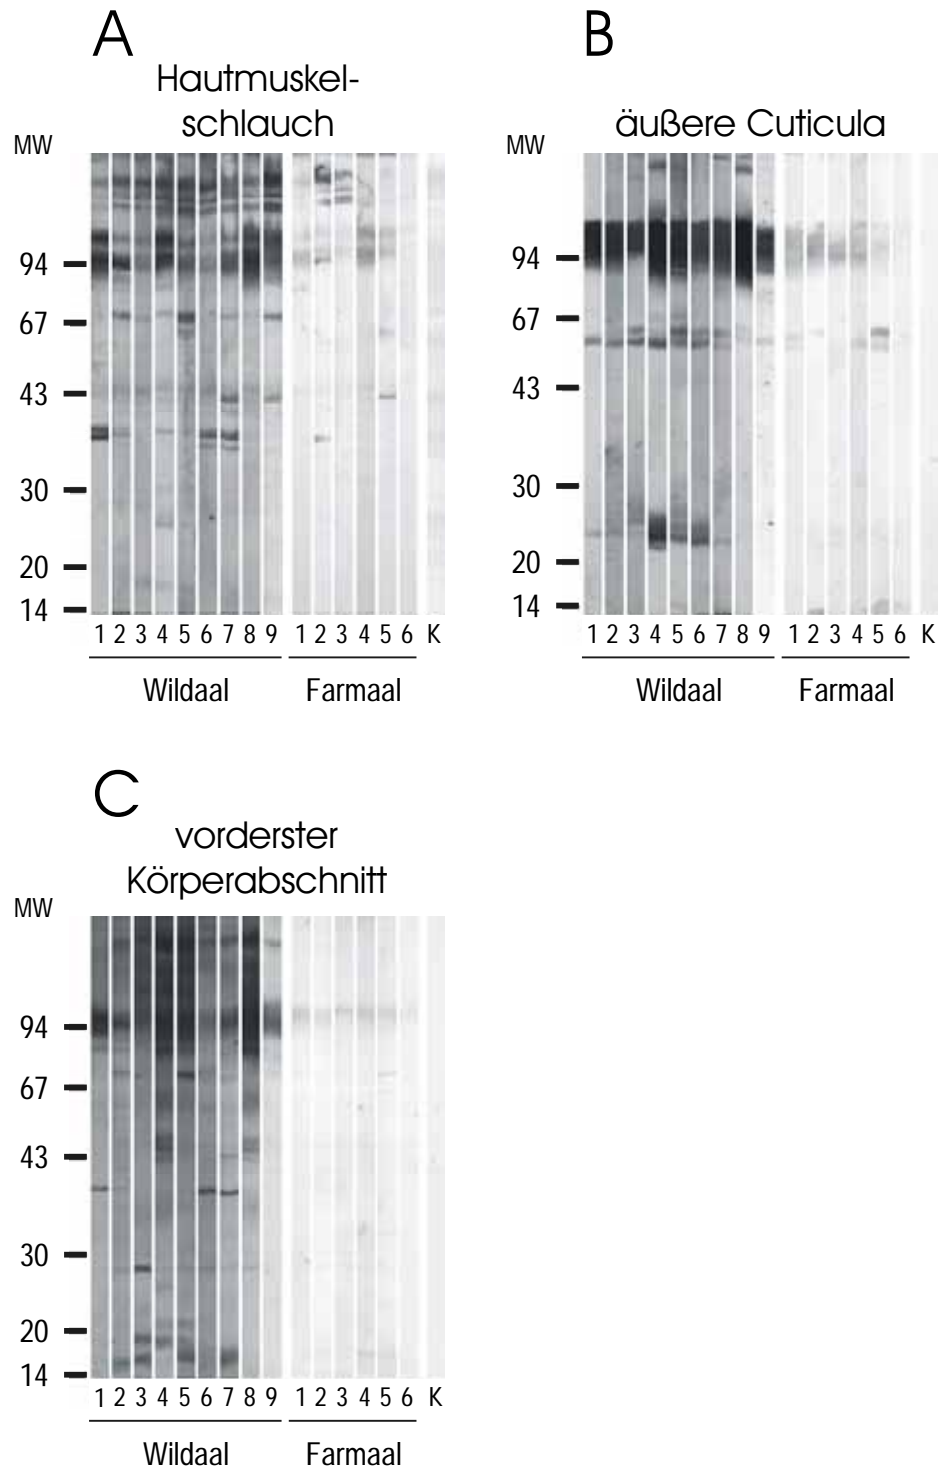 A
Hautmuskel-
schlauch
MW
94
67
43
30
20
14
1 2 3 4 5 6 7 8 9 1 2 3 4 5 6 K
Wildaal Farmaal
B
äußere Cuticula
MW
94
67
43
30
20
14
1 2 3 4 5 6 7 8 9 1 2 3 4 5 6 K
Wildaal Farmaal
C
vorderster
Körperabschnitt
MW
94
67
43
30
20
14
1 2 3 4 5 6 7 8 9 1 2 3 4 5 6 K
Wildaal Farmaal